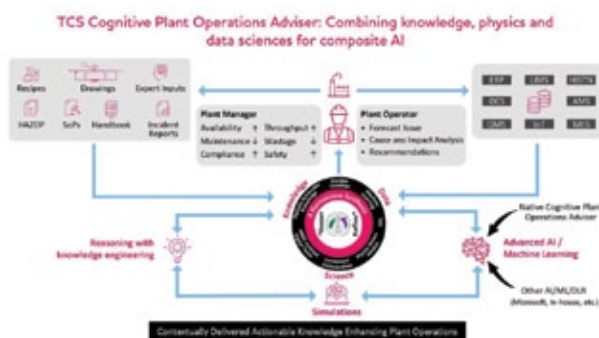 TCS Cognitive Plant Operations Adviser: Combining knowledge, physics and
data sciences for composite AI
Recipes
Drawings
Expert Inputs
HAZOP
SoPs
Handbook
Incident
Reports
Plant Manager
Availability ↑ Throughput ↑
Maintenance ↓ Wastage ↓
Compliance ↑ Safety ↑
Plant Operator
• Forecast Issue
• Cause and Impact Analysis
• Recommendations
ERP
LIMS
DCS
AMS
IoT
MES
Knowledge
Data
Science
Reasoning with
knowledge engineering
Simulations
Native Cognitive Plant
Operations Adviser
Advanced AI /
Machine Learning
Other AI/ML/DLR
(Microsoft, In-house, etc.)
Contextually Delivered Actionable Knowledge Enhancing Plant Operations